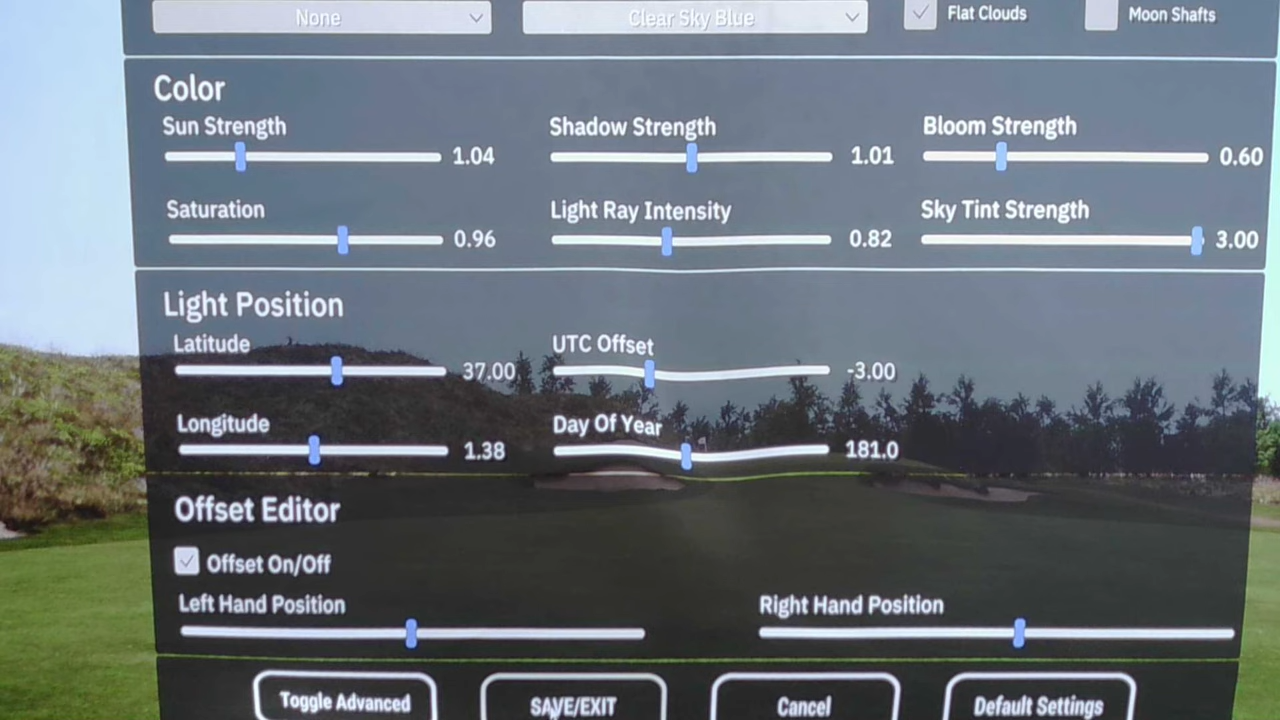 None
Clear Sky Blue
Flat Clouds
Moon Shafts
Color
Sun Strength
1.04
Shadow Strength
1.01
Bloom Strength
0.60
Saturation
0.96
Light Ray Intensity
0.82
Sky Tint Strength
3.00
Light Position
Latitude
37.00
UTC Offset
-3.00
Longitude
1.38
Day Of Year
181.0
Offset Editor
Offset On/Off
Left Hand Position
Right Hand Position
Toggle Advanced
SAVE/EXIT
Cancel
Default Settings